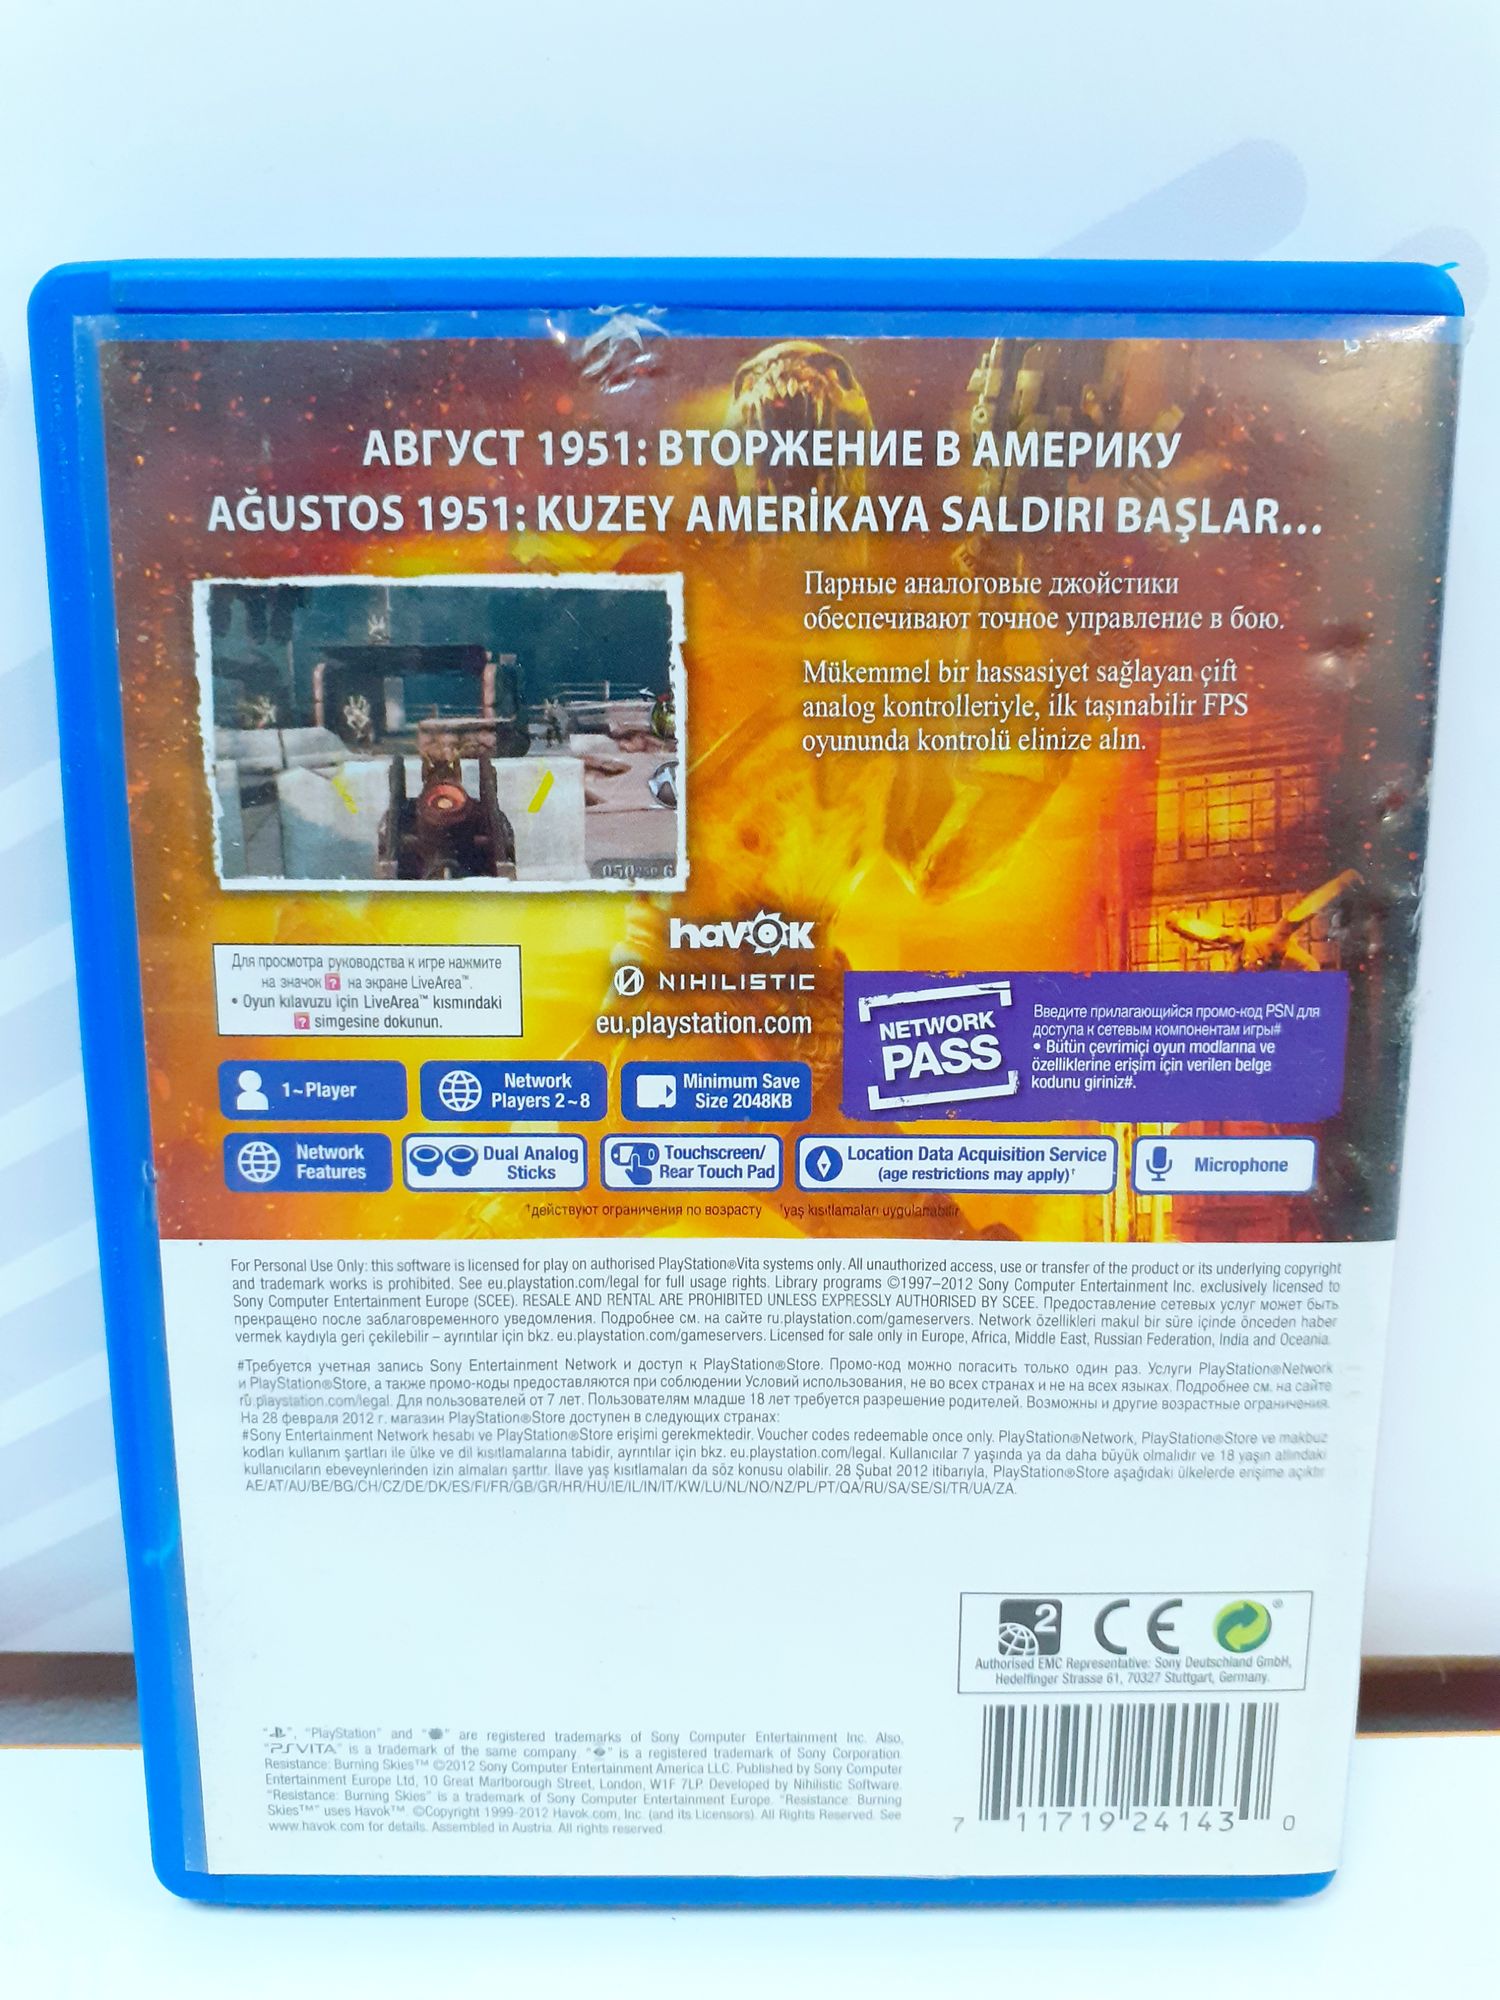 АВГУСТ 1951: ВТОРЖЕНИЕ В АМЕРИКУ
AĞUSTOS 1951: KUZEY AMERİKAYA SALDIRI BAŞLAR...
Парные аналоговые джойстики
обеспечивают точное управление в бою.
Mükemmel bir hassasiyet sağlayan çift
analog kontrolleriyle, ilk taşınabilir FPS
oyununda kontrolü elinize alın.
havok
NIHILISTIC
eu.playstation.com
Для просмотра руководства к игре нажмите
на значок ? на экране LiveArea™.
• Oyun kılavuzu için LiveArea™ kısmındaki
? simgesine dokunun.
NETWORK
PASS
Введите прилагающийся промо-код PSN для
доступа к сетевым компонентам игры#
• Bütün çevrimiçi oyun modlarına ve
özelliklerine erişim için verilen belge
kodunu giriniz#.
1~Player
Network
Players 2~8
Minimum Save
Size 2048KB
Network
Features
Dual Analog
Sticks
Touchscreen/
Rear Touch Pad
Location Data Acquisition Service
(age restrictions may apply)†
Microphone
†действуют ограничения по возрасту †yaş kısıtlamaları uygulanabilir
For Personal Use Only: this software is licensed for play on authorised PlayStation®Vita systems only. All unauthorized access, use or transfer of the product or its underlying copyright
and trademark works is prohibited. See eu.playstation.com/legal for full usage rights. Library programs ©1997–2012 Sony Computer Entertainment Inc. exclusively licensed to
Sony Computer Entertainment Europe (SCEE). RESALE AND RENTAL ARE PROHIBITED UNLESS EXPRESSLY AUTHORISED BY SCEE. Предоставление сетевых услуг может быть
прекращено после заблаговременного уведомления. Подробнее см. на сайте ru.playstation.com/gameservers. Network özellikleri makul bir süre içinde önceden haber
vermek kaydıyla geri çekilebilir – ayrıntılar için bkz. eu.playstation.com/gameservers. Licensed for sale only in Europe, Africa, Middle East, Russian Federation, India and Oceania.
#Требуется учетная запись Sony Entertainment Network и доступ к PlayStation®Store. Промо-код можно погасить только один раз. Услуги PlayStation®Network
и PlayStation®Store, а также промо-коды предоставляются при соблюдении Условий использования, не во всех странах и не на всех языках. Подробнее см. на сайте
ru.playstation.com/legal. Для пользователей от 7 лет. Пользователям младше 18 лет требуется разрешение родителей. Возможны и другие возрастные ограничения.
На 28 февраля 2012 г. магазин PlayStation®Store доступен в следующих странах:
#Sony Entertainment Network hesabı ve PlayStation®Store erişimi gerekmektedir. Voucher codes redeemable once only. PlayStation®Network, PlayStation®Store ve makbuz
kodları kullanım şartları ile ülke ve dil kısıtlamalarına tabidir, ayrıntılar için bkz. eu.playstation.com/legal. Kullanıcılar 7 yaşında ya da daha büyük olmalıdır ve 18 yaşın altındaki
kullanıcıların ebeveynlerinden izin almaları şarttır. İlave yaş kısıtlamaları da söz konusu olabilir. 28 Şubat 2012 itibarıyla, PlayStation®Store aşağıdaki ülkelerde erişime açıktır
AE/AT/AU/BE/BG/CH/CZ/DE/DK/ES/FI/FR/GB/GR/HR/HU/IE/IL/IN/IT/KW/LU/NL/NO/NZ/PL/PT/QA/RU/SA/SE/SI/TR/UA/ZA.
2 CE ®
Authorised EMC Representative: Sony Deutschland GmbH,
Hedelfinger Strasse 61, 70327 Stuttgart, Germany.
"", "PlayStation" and "" are registered trademarks of Sony Computer Entertainment Inc. Also,
"PSVITA" is a trademark of the same company. "" is a registered trademark of Sony Corporation.
Resistance: Burning Skies™ ©2012 Sony Computer Entertainment America LLC. Published by Sony Computer
Entertainment Europe Ltd, 10 Great Marlborough Street, London, W1F 7LP. Developed by Nihilistic Software.
"Resistance: Burning Skies" is a trademark of Sony Computer Entertainment Europe. "Resistance: Burning
Skies™" uses Havok™. ©Copyright 1999-2012 Havok.com, Inc. (and its Licensors). All Rights Reserved. See
www.havok.com for details. Assembled in Austria. All rights reserved.
7 11719 24143 0